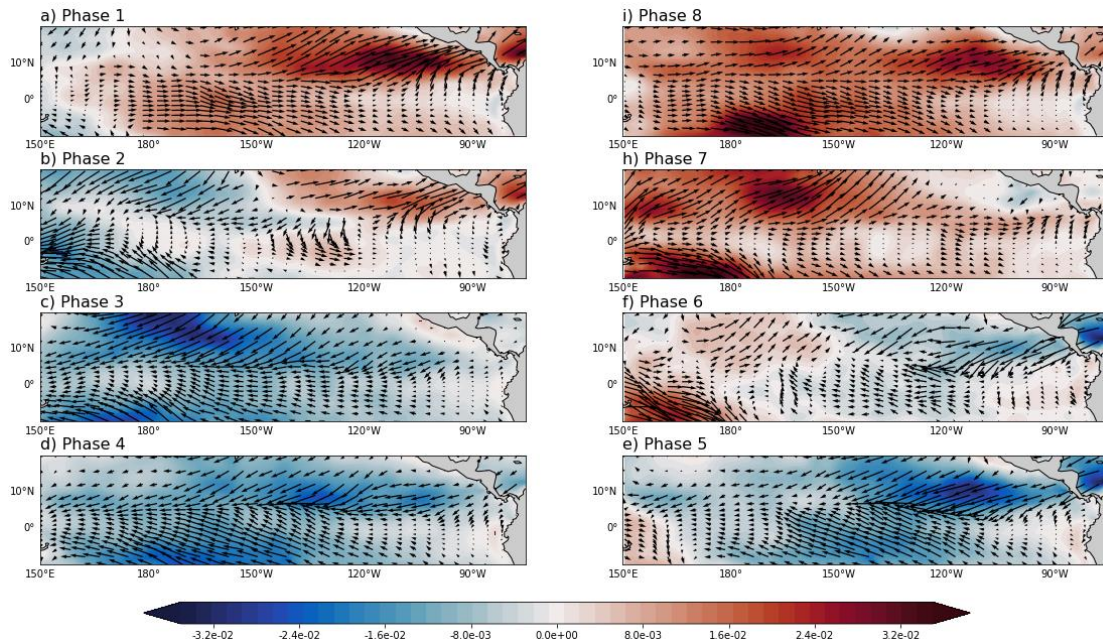 a) Phase 1
10°N
0°
150°E 180° 150°W 120°W 90°W
b) Phase 2
10°N
0°
150°E 180° 150°W 120°W 90°W
c) Phase 3
10°N
0°
150°E 180° 150°W 120°W 90°W
d) Phase 4
10°N
0°
150°E 180° 150°W 120°W 90°W
i) Phase 8
10°N
0°
150°E 180° 150°W 120°W 90°W
h) Phase 7
10°N
0°
150°E 180° 150°W 120°W 90°W
f) Phase 6
10°N
0°
150°E 180° 150°W 120°W 90°W
e) Phase 5
10°N
0°
150°E 180° 150°W 120°W 90°W
-3.2e-02 -2.4e-02 -1.6e-02 -8.0e-03 0.0e+00 8.0e-03 1.6e-02 2.4e-02 3.2e-02